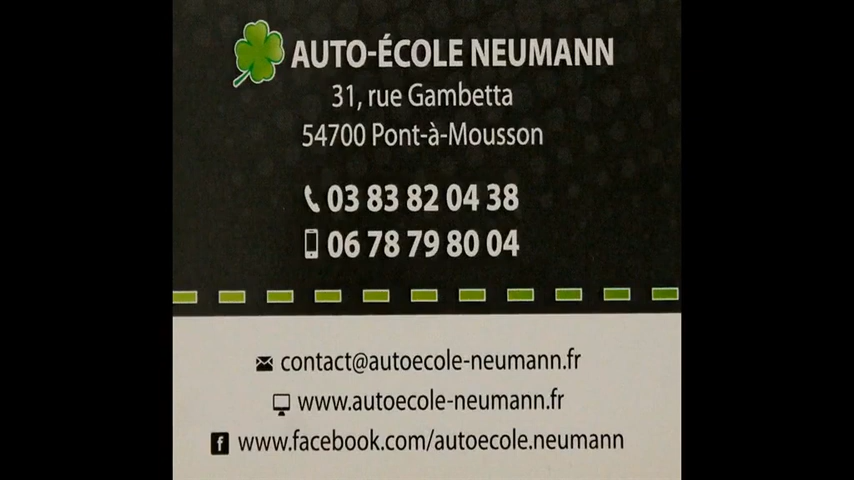 AUTO-ÉCOLE NEUMANN
31, rue Gambetta
54700 Pont-à-Mousson
03 83 82 04 38
06 78 79 80 04
contact@autoecole-neumann.fr
www.autoecole-neumann.fr
www.facebook.com/autoecole.neumann